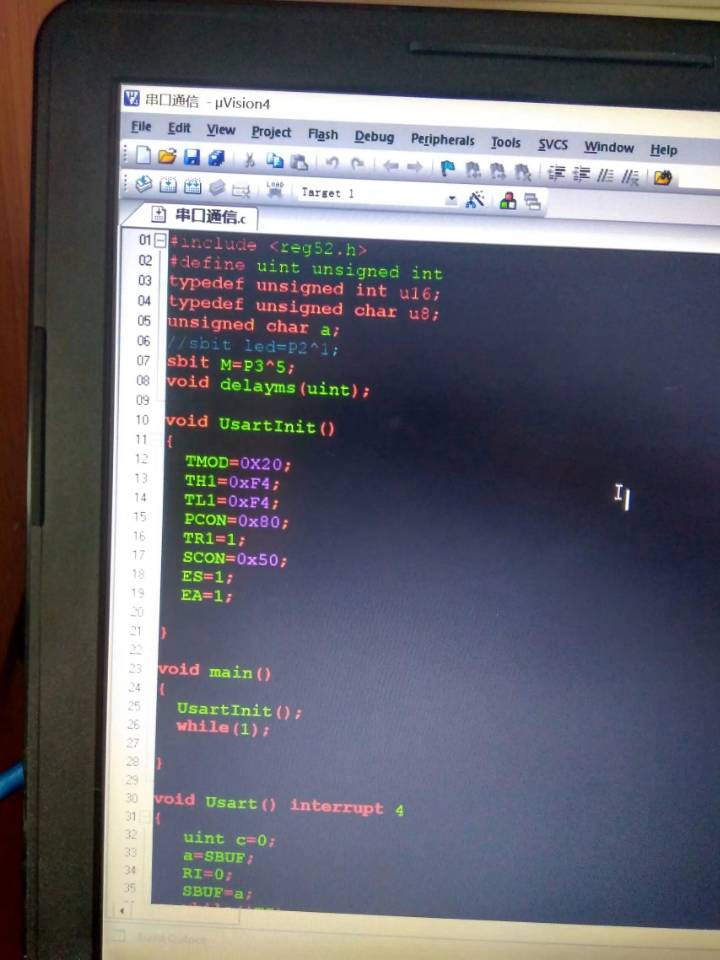 串口通信 - µVision4
File Edit View Project Flash Debug Peripherals Tools SVCS Window Help
LOAD Target 1
串口通信.c
01 #include <reg52.h>
02 #define uint unsigned int
03 typedef unsigned int u16;
04 typedef unsigned char u8;
05 unsigned char a;
06 //sbit led=P2^1;
07 sbit M=P3^5;
08 void delayms(uint);
09
10 void UsartInit()
11 {
12 TMOD=0X20;
13 TH1=0xF4;
14 TL1=0xF4;
15 PCON=0x80;
16 TR1=1;
17 SCON=0x50;
18 ES=1;
19 EA=1;
20
21 }
22
23 void main()
24 {
25 UsartInit();
26 while(1);
27
28 }
29
30 void Usart() interrupt 4
31 {
32 uint c=0;
33 a=SBUF;
34 RI=0;
35 SBUF=a;
Build Output